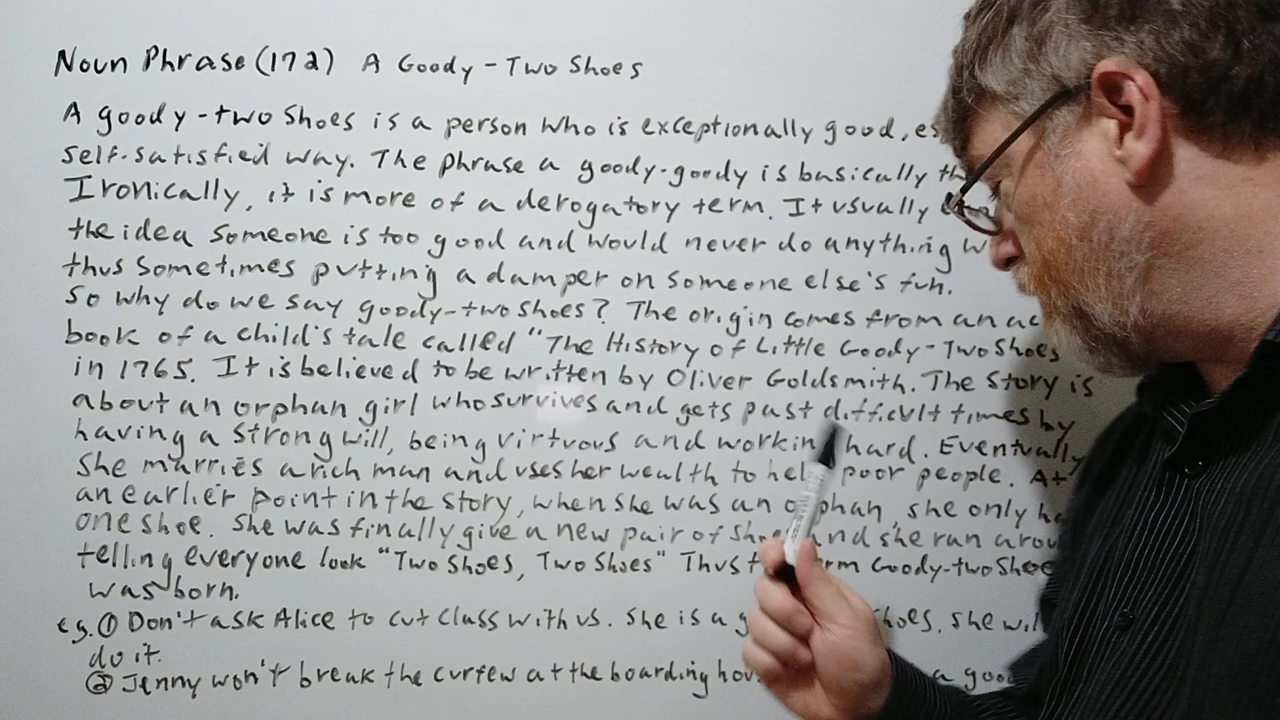 Noun Phrase (172) A Goody-Two Shoes
A goody-two shoes is a person who is exceptionally good,
self-satisfied way. The phrase a goody-goody is basically
Ironically, it is more of a derogatory term. It usually
the idea someone is too good and would never do anything
thus sometimes putting a damper on someone else's fun.
So why do we say goody-two shoes? The origin comes from an
book of a child's tale called "The History of Little Goody-Two Shoes
in 1765. It is believed to be written by Oliver Goldsmith. The story is
about an orphan girl who survives and gets past difficult times by
having a strong will, being virtuous and working hard. Eventually
she marries a rich man and uses her wealth to help poor people. At
an earlier point in the story, when she was an orphan, she only
one shoe. She was finally give a new pair of shoes and she ran
telling everyone look "Two Shoes, Two Shoes" Thus term Goody-two Shoe
was born.
eg. ① Don't ask Alice to cut class with us. She is a shoes. she
do it.
② Jenny won't break the curfew at the boarding a